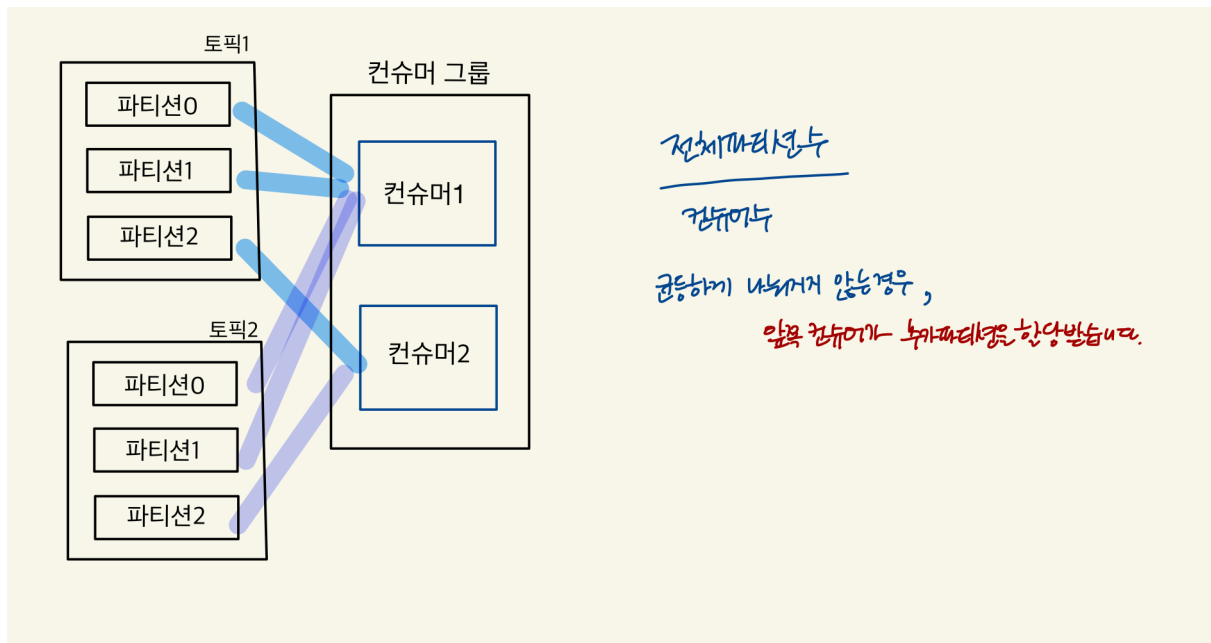 토픽1
파티션0
파티션1
파티션2
토픽2
파티션0
파티션1
파티션2
컨슈머 그룹
컨슈머1
컨슈머2
전체파티션수
컨슈머수
균등하게 나눠지지 않는경우,
앞쪽 컨슈머가 추가파티션을 할당받습니다.